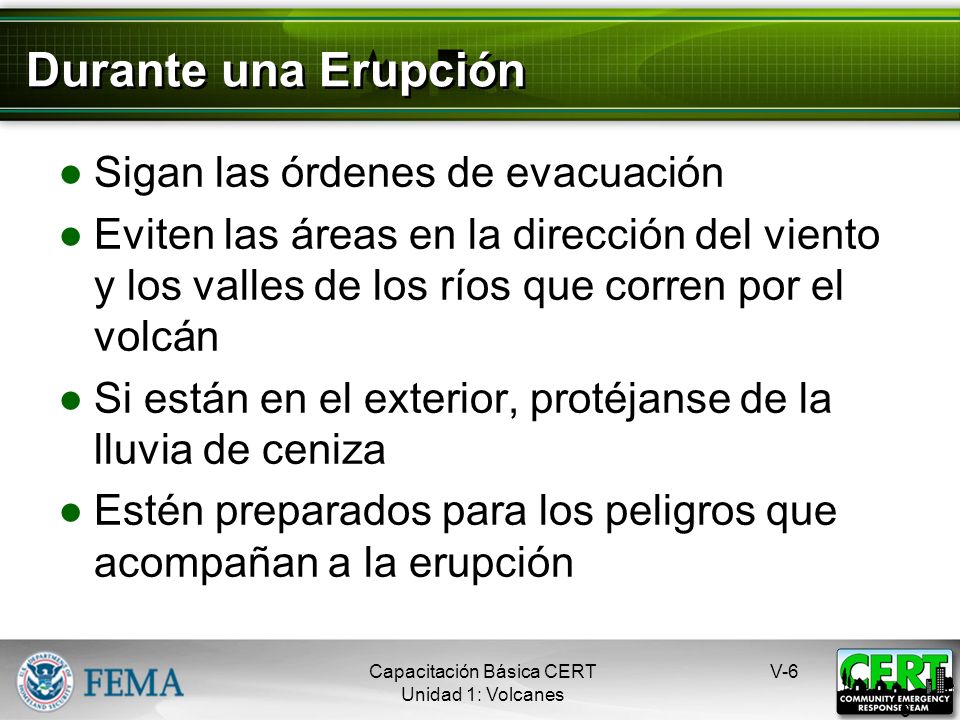 Durante una Erupción
● Sigan las órdenes de evacuación
● Eviten las áreas en la dirección del viento
y los valles de los ríos que corren por el
volcán
● Si están en el exterior, protéjanse de la
lluvia de ceniza
● Estén preparados para los peligros que
acompañan a la erupción
FEMA
Capacitación Básica CERT
Unidad 1: Volcanes
V-6
CERT
COMMUNITY EMERGENCY
RESPONSE TEAM